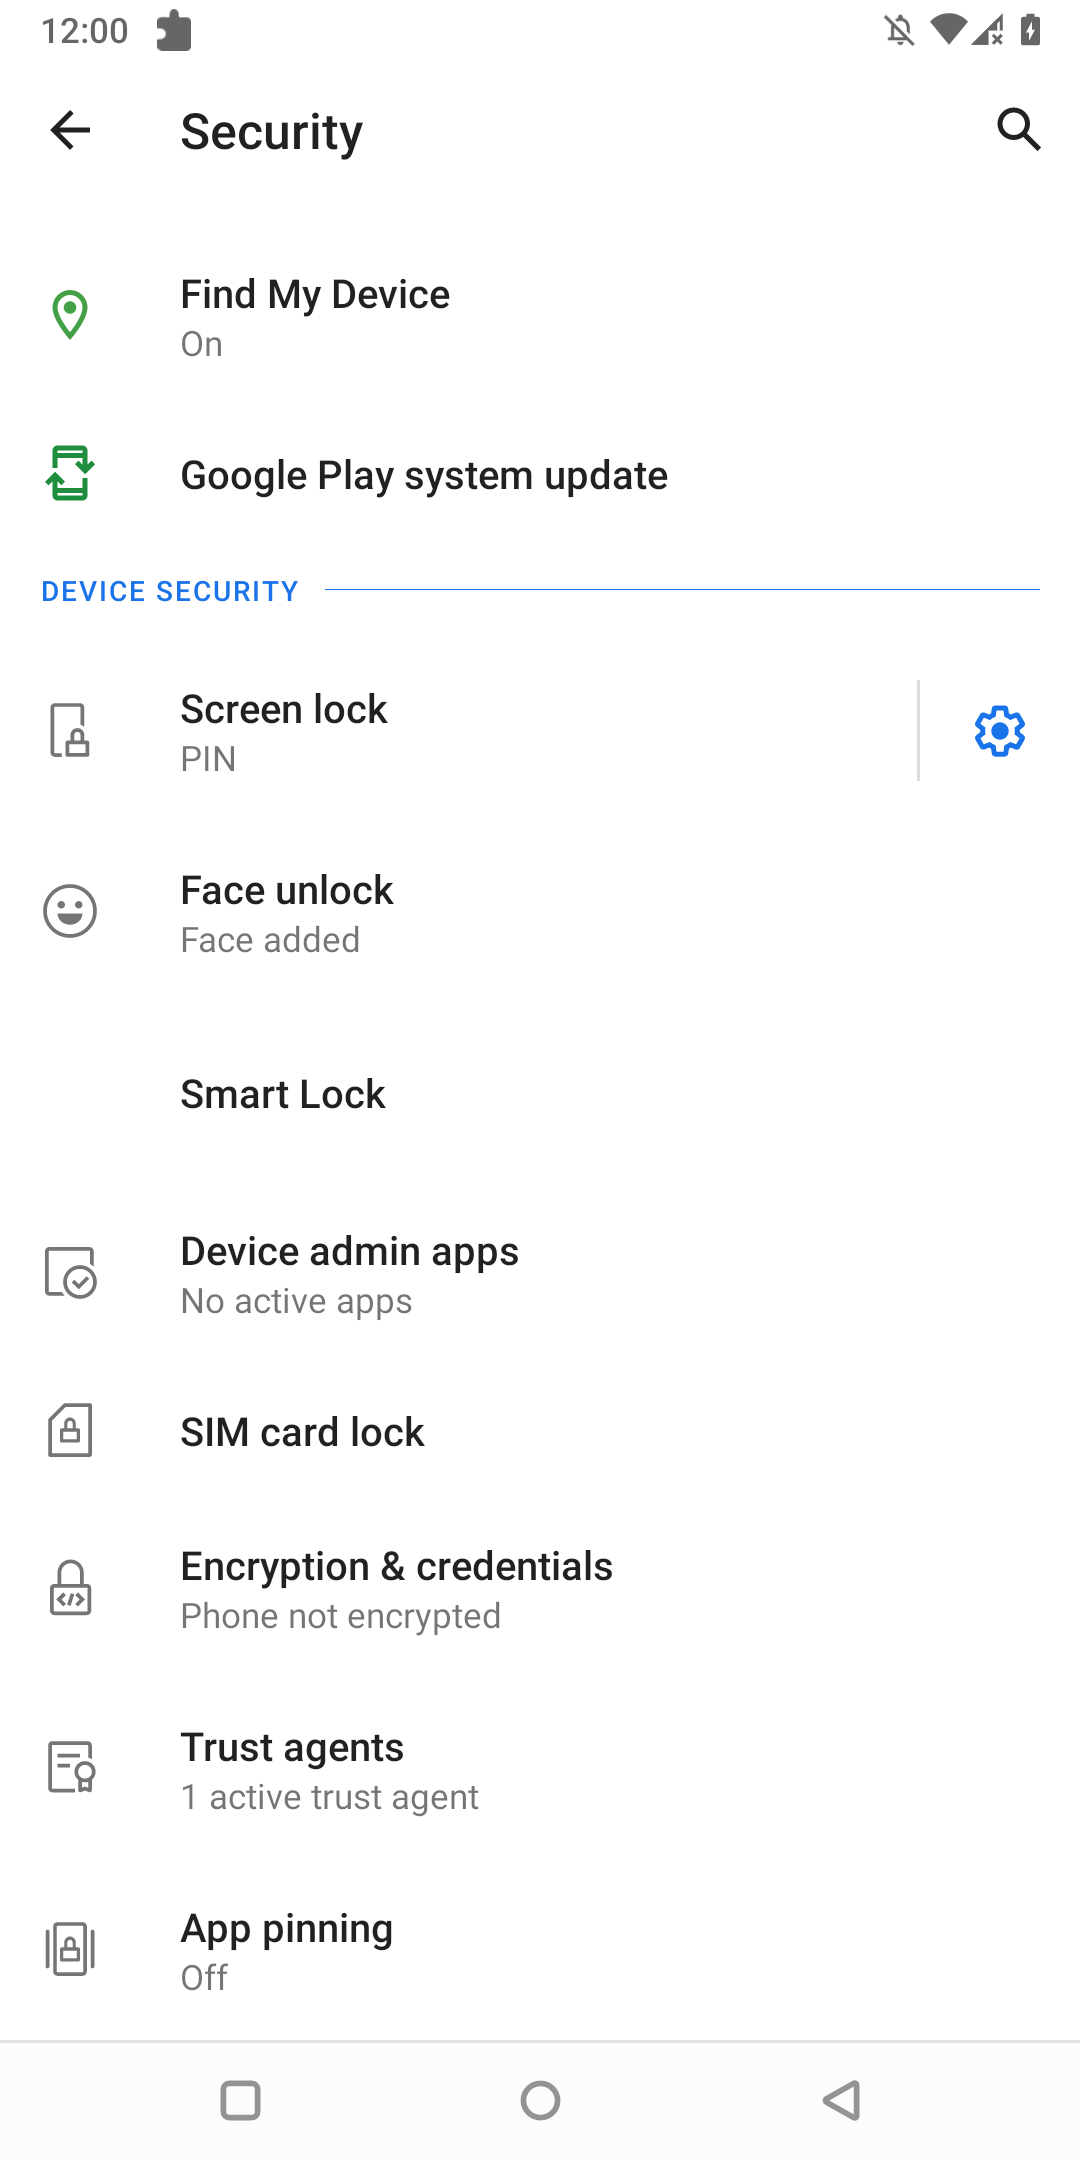 12:00
Security
Find My Device
On
Google Play system update
DEVICE SECURITY
Screen lock
PIN
Face unlock
Face added
Smart Lock
Device admin apps
No active apps
SIM card lock
Encryption & credentials
Phone not encrypted
Trust agents
1 active trust agent
App pinning
Off